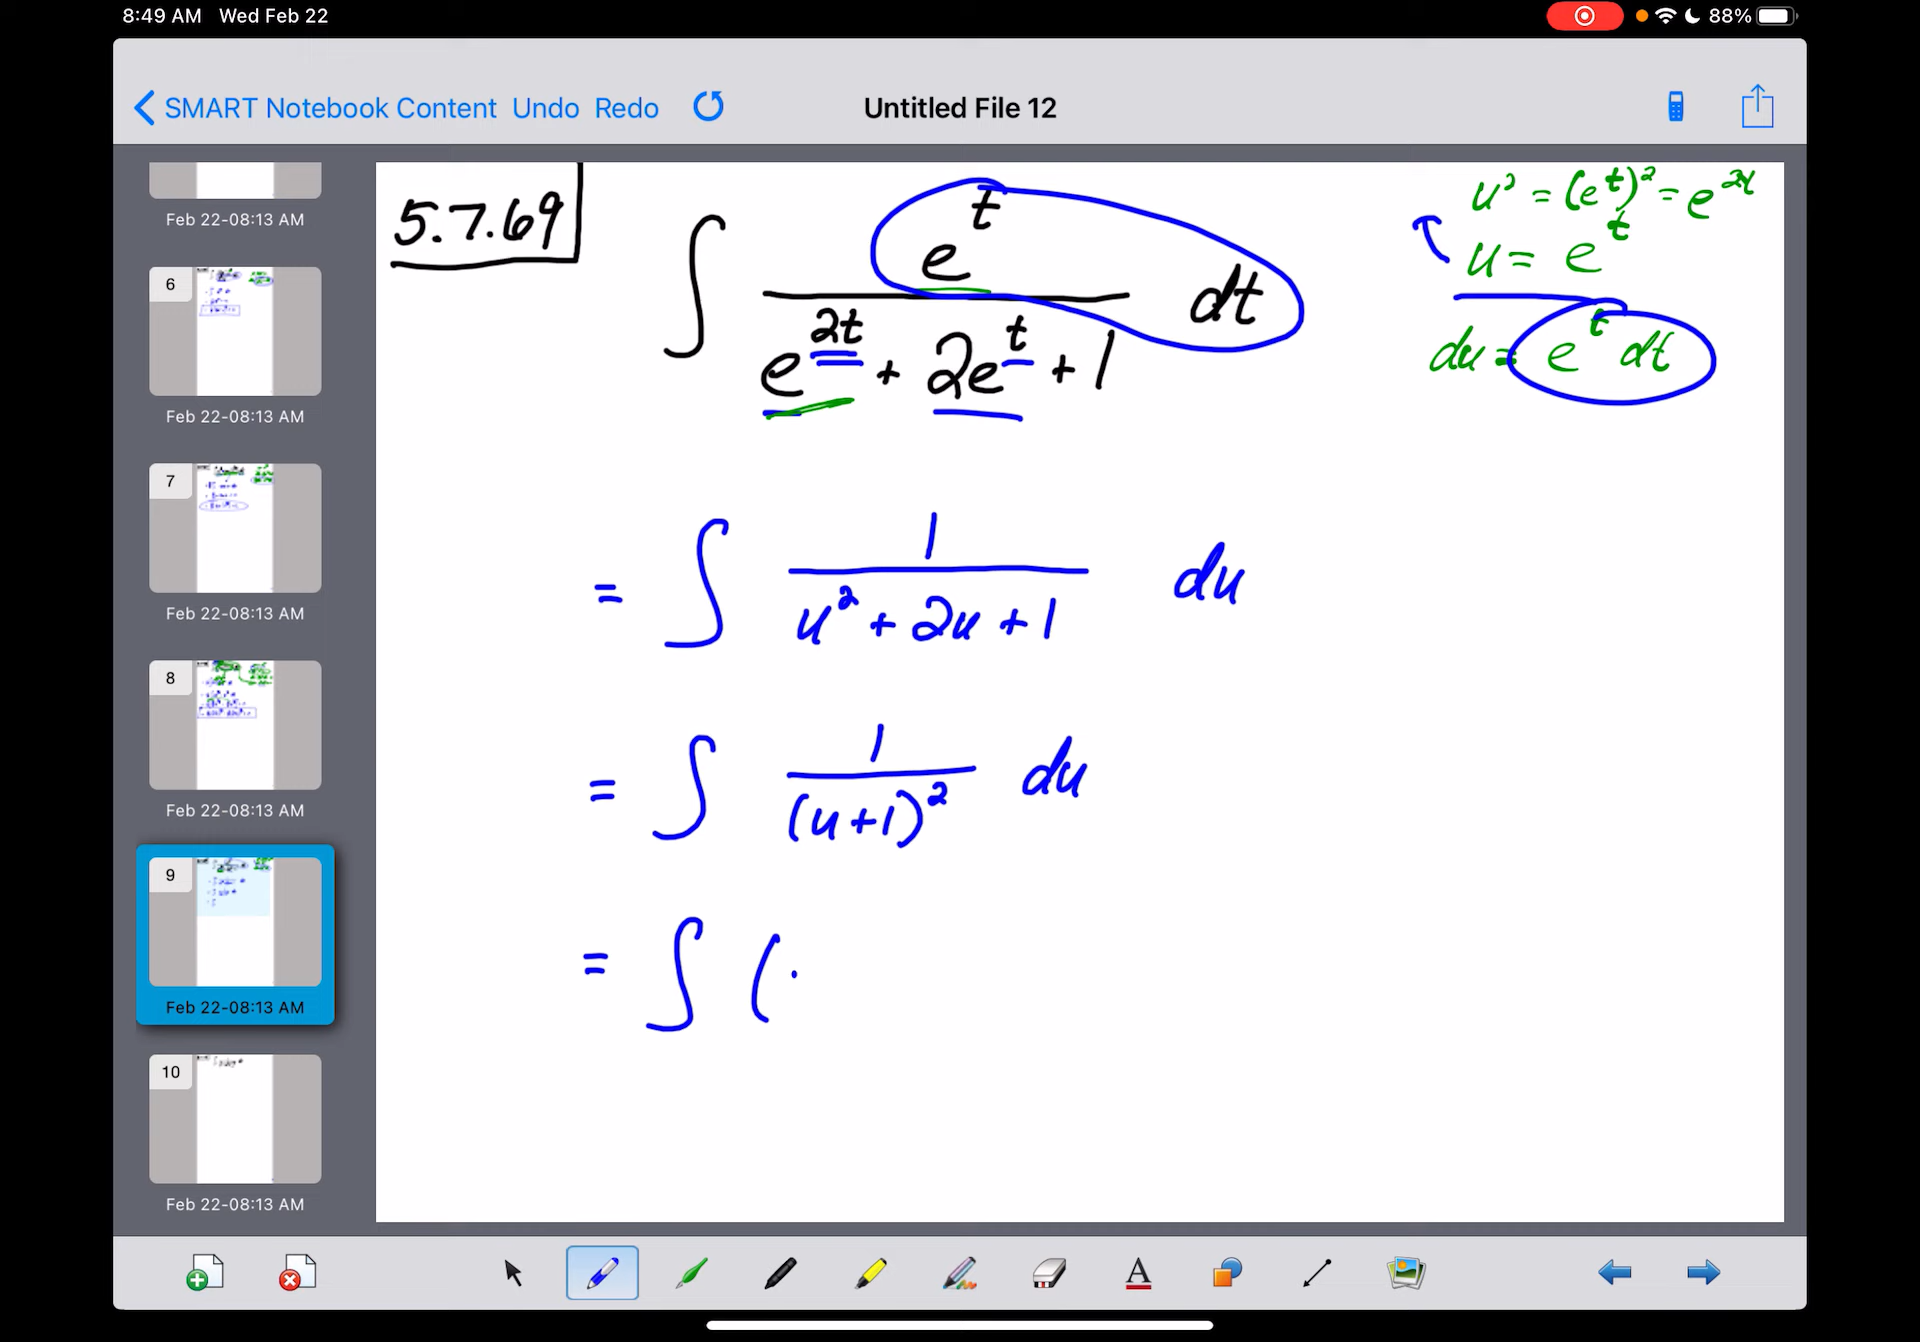 8:49 AM Wed Feb 22 88%
SMART Notebook Content Undo Redo Untitled File 12
Feb 22-08:13 AM
6
Feb 22-08:13 AM
7
Feb 22-08:13 AM
8
Feb 22-08:13 AM
9
Feb 22-08:13 AM
10
Feb 22-08:13 AM
5.7.69
∫ e^t / (e^{2t} + 2e^t + 1) dt
u² = (e^t)² = e^{2t}
u = e^t
du = e^t dt
= ∫ 1 / (u² + 2u + 1) du
= ∫ 1 / (u+1)² du
= ∫ (
A